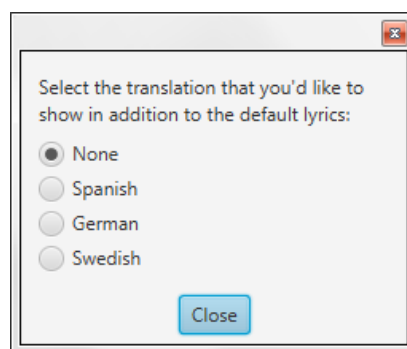 Select the translation that you'd like to
show in addition to the default lyrics:
None
Spanish
German
Swedish
Close